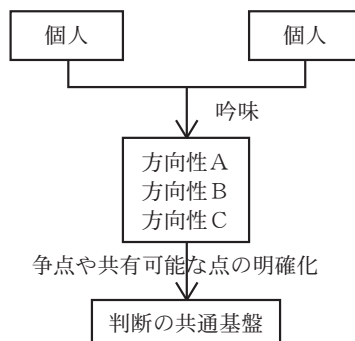 個人
個人
吟味
方向性A
方向性B
方向性C
争点や共有可能な点の明確化
判断の共通基盤